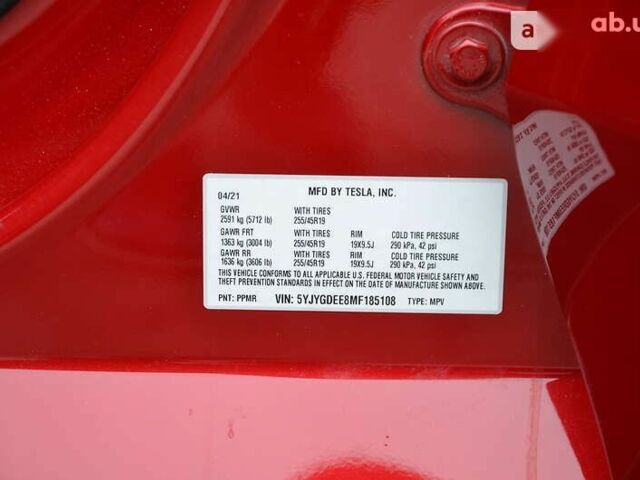 a ab.u
04/21 MFD BY TESLA, INC.
GVWR WITH TIRES
2591 kg (5712 lb) 255/45R19
GAWR FRT WITH TIRES RIM COLD TIRE PRESSURE
1363 kg (3004 lb) 255/45R19 19X9.5J 290 kPa, 42 psi
GAWR RR WITH TIRES RIM COLD TIRE PRESSURE
1636 kg (3606 lb) 255/45R19 19X9.5J 290 kPa, 42 psi
THIS VEHICLE CONFORMS TO ALL APPLICABLE U.S. FEDERAL MOTOR VEHICLE SAFETY AND
THEFT PREVENTION STANDARDS IN EFFECT ON THE DATE OF MANUFACTURE SHOWN ABOVE.
PNT: PPMR VIN: 5YJYGDEE8MF185108 TYPE: MPV